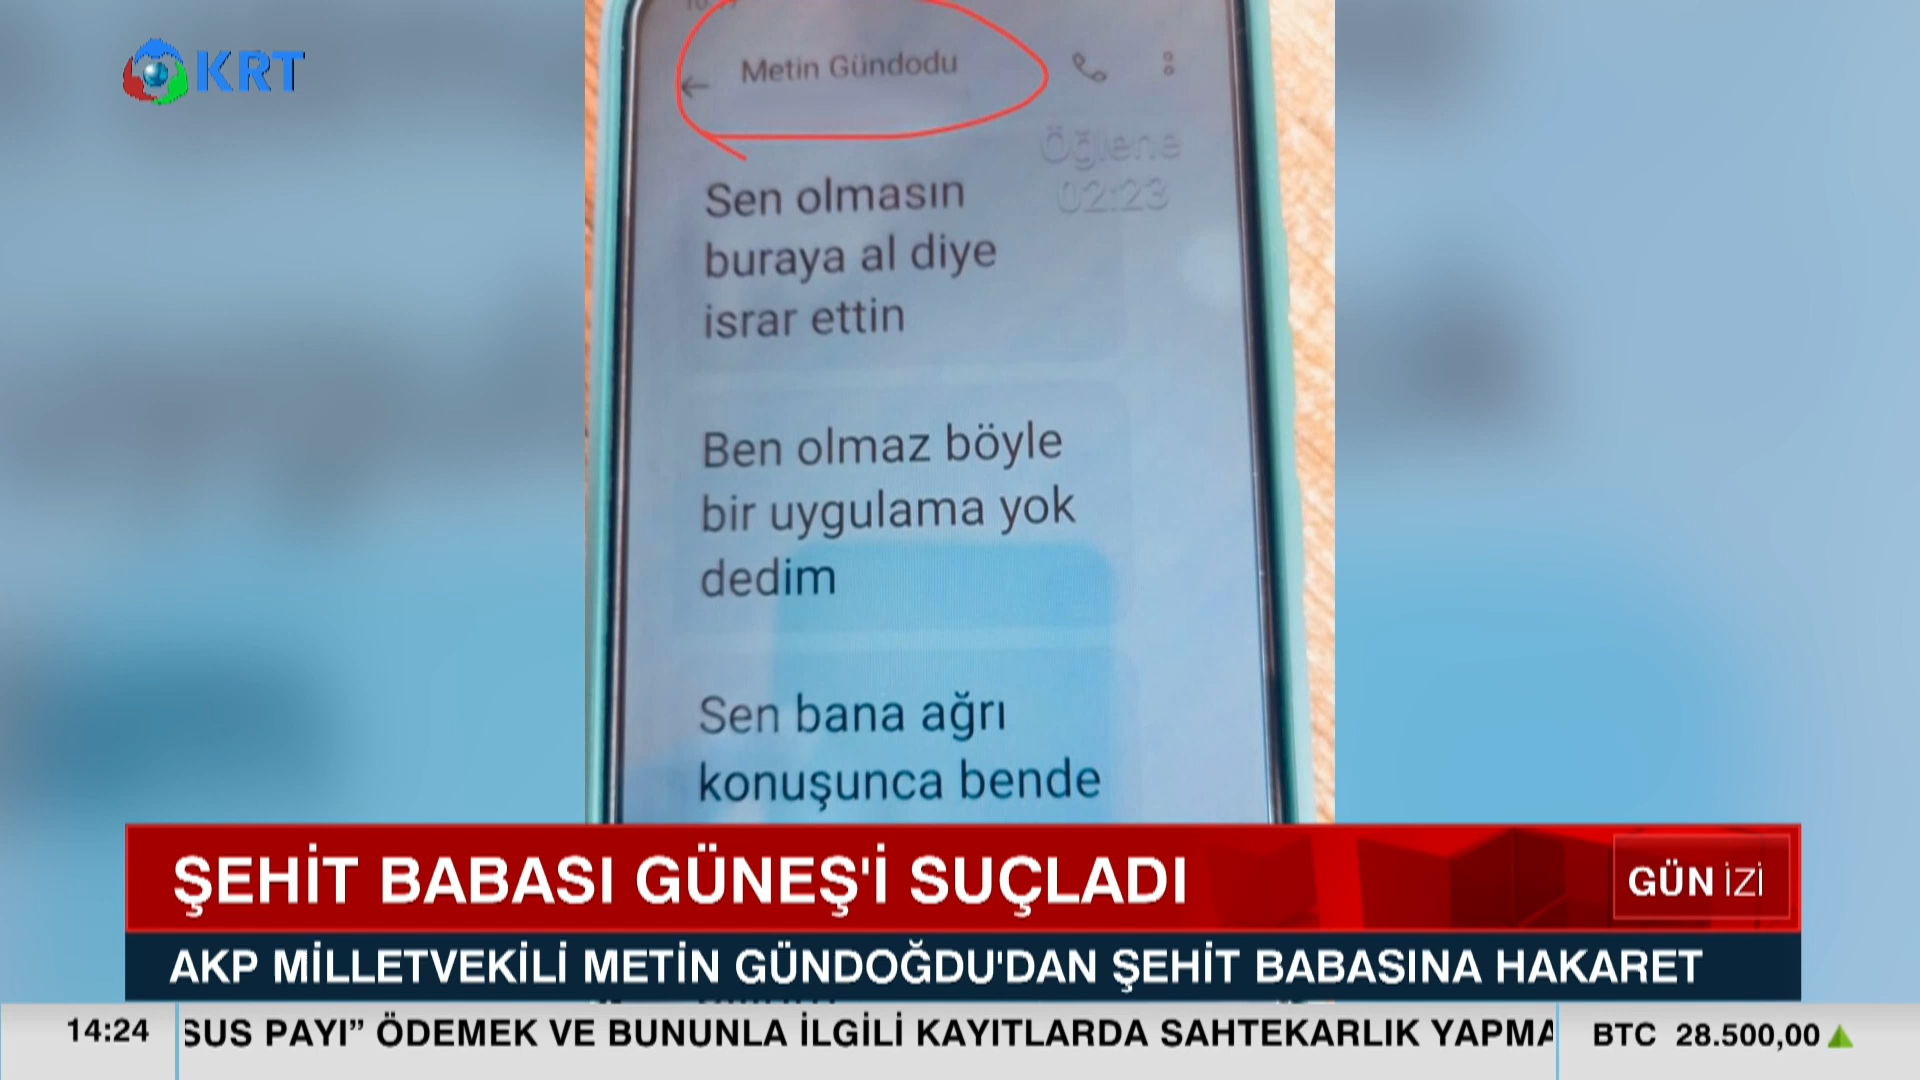 KRT
Metin Gündodu
Öğlene
02:23
Sen olmasın
buraya al diye
israr ettin
Ben olmaz böyle
bir uygulama yok
dedim
Sen bana ağrı
konuşunca bende
ŞEHİT BABASI GÜNEŞ'İ SUÇLADI
GÜN İZİ
AKP MİLLETVEKİLİ METİN GÜNDOĞDU'DAN ŞEHİT BABASINA HAKARET
14:24
SUS PAYI” ÖDEMEK VE BUNUNLA İLGİLİ KAYITLARDA SAHTEKARLIK YAPMA
BTC 28.500,00